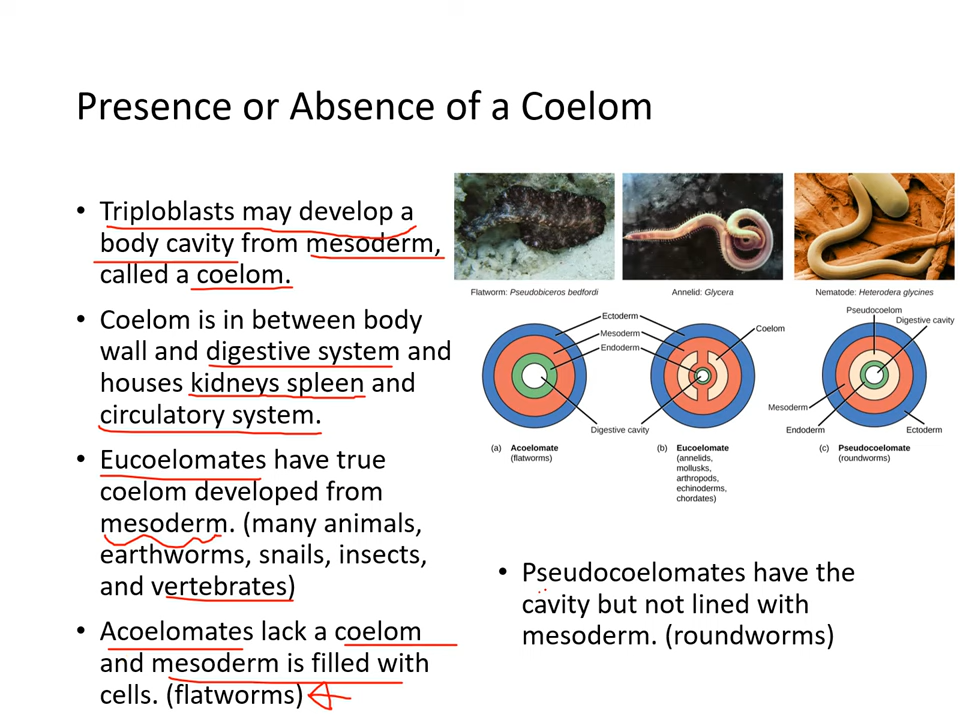 Presence or Absence of a Coelom
• Triploblasts may develop a
body cavity from mesoderm,
called a coelom.
• Coelom is in between body
wall and digestive system and
houses kidneys spleen and
circulatory system.
• Eucoelomates have true
coelom developed from
mesoderm. (many animals,
earthworms, snails, insects,
and vertebrates)
• Acoelomates lack a coelom
and mesoderm is filled with
cells. (flatworms)
Flatworm: Pseudobiceros bedfordi
Annelid: Glycera
Nematode: Heterodera glycines
Ectoderm
Mesoderm
Endoderm
Digestive cavity
Coelom
Pseudocoelom
Digestive cavity
Mesoderm
Endoderm
Ectoderm
(a) Acoelomate
(flatworms)
(b) Eucoelomate
(annelids,
mollusks,
arthropods,
echinoderms,
chordates)
(c) Pseudocoelomate
(roundworms)
• Pseudocoelomates have the
cavity but not lined with
mesoderm. (roundworms)